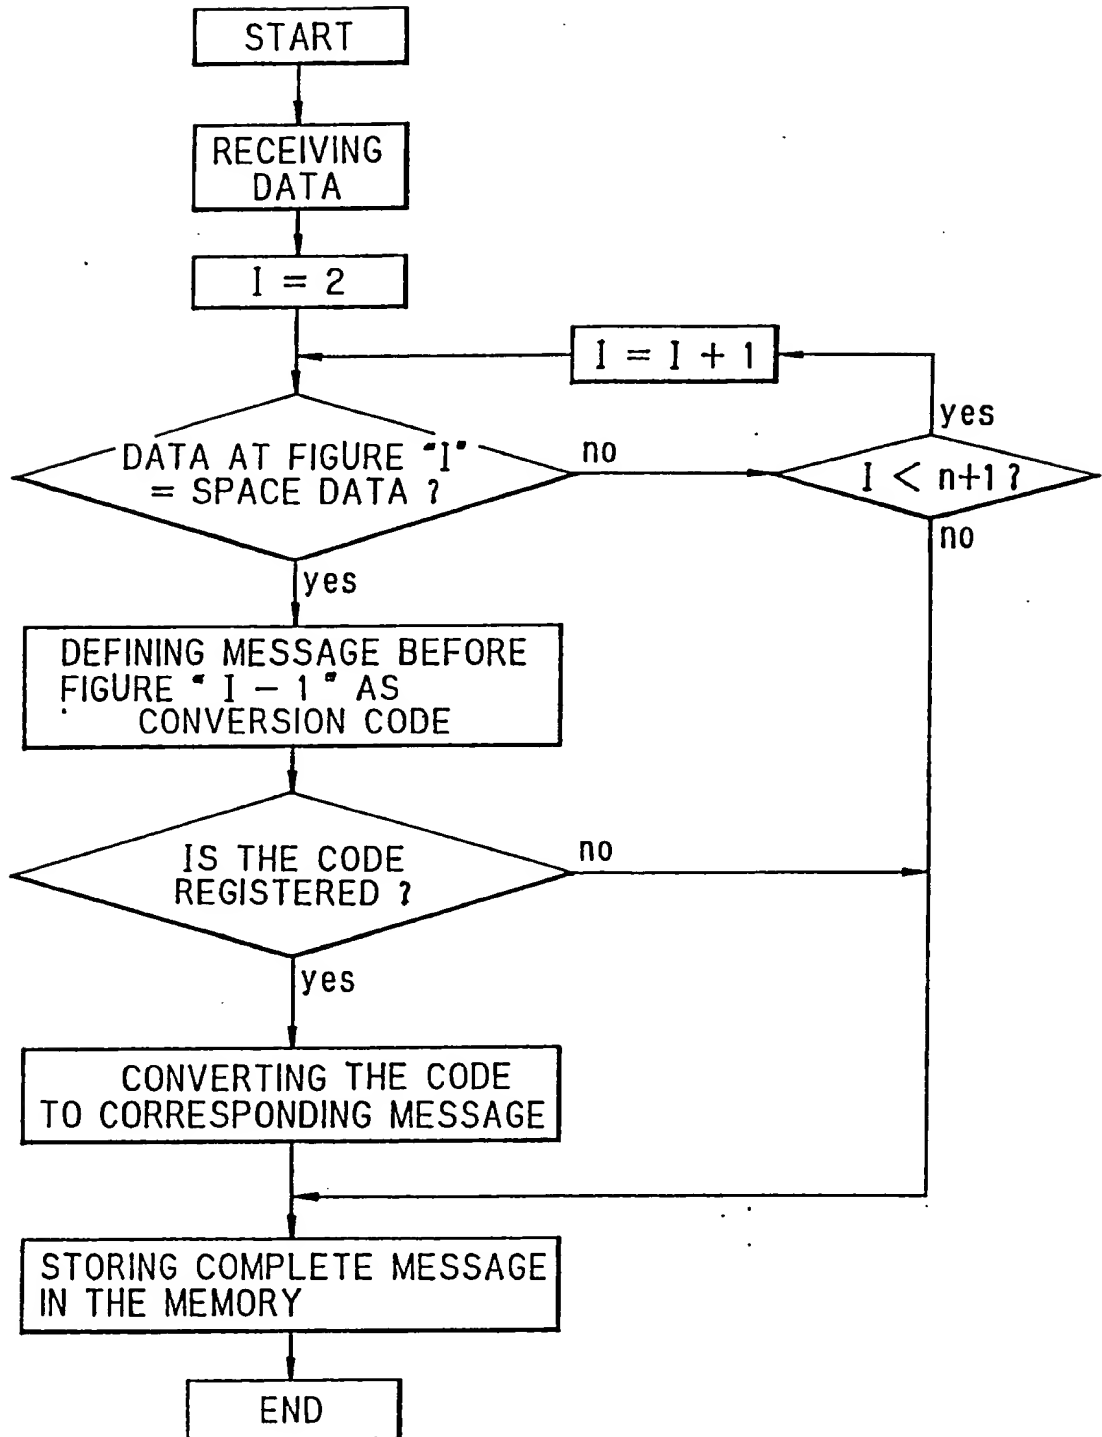 START
RECEIVING
DATA
I = 2
I = I + 1
yes
DATA AT FIGURE "I"
= SPACE DATA ?
no
I < n+1 ?
no
yes
DEFINING MESSAGE BEFORE
FIGURE " I - 1 " AS
CONVERSION CODE
IS THE CODE
REGISTERED ?
no
yes
CONVERTING THE CODE
TO CORRESPONDING MESSAGE
STORING COMPLETE MESSAGE
IN THE MEMORY
END